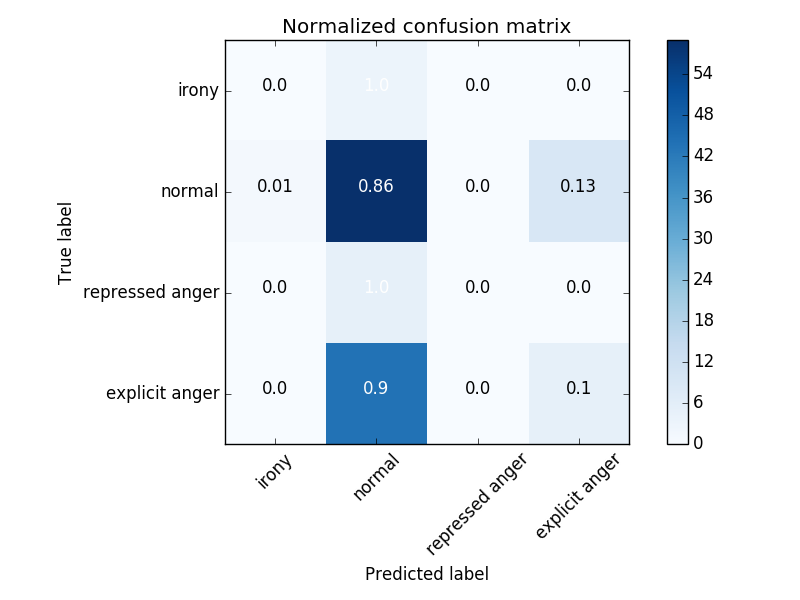 Normalized confusion matrix
irony 0.0 1.0 0.0 0.0
normal 0.01 0.86 0.0 0.13
repressed anger 0.0 1.0 0.0 0.0
explicit anger 0.0 0.9 0.0 0.1
irony normal repressed anger explicit anger
Predicted label
True label
54
48
42
36
30
24
18
12
6
0